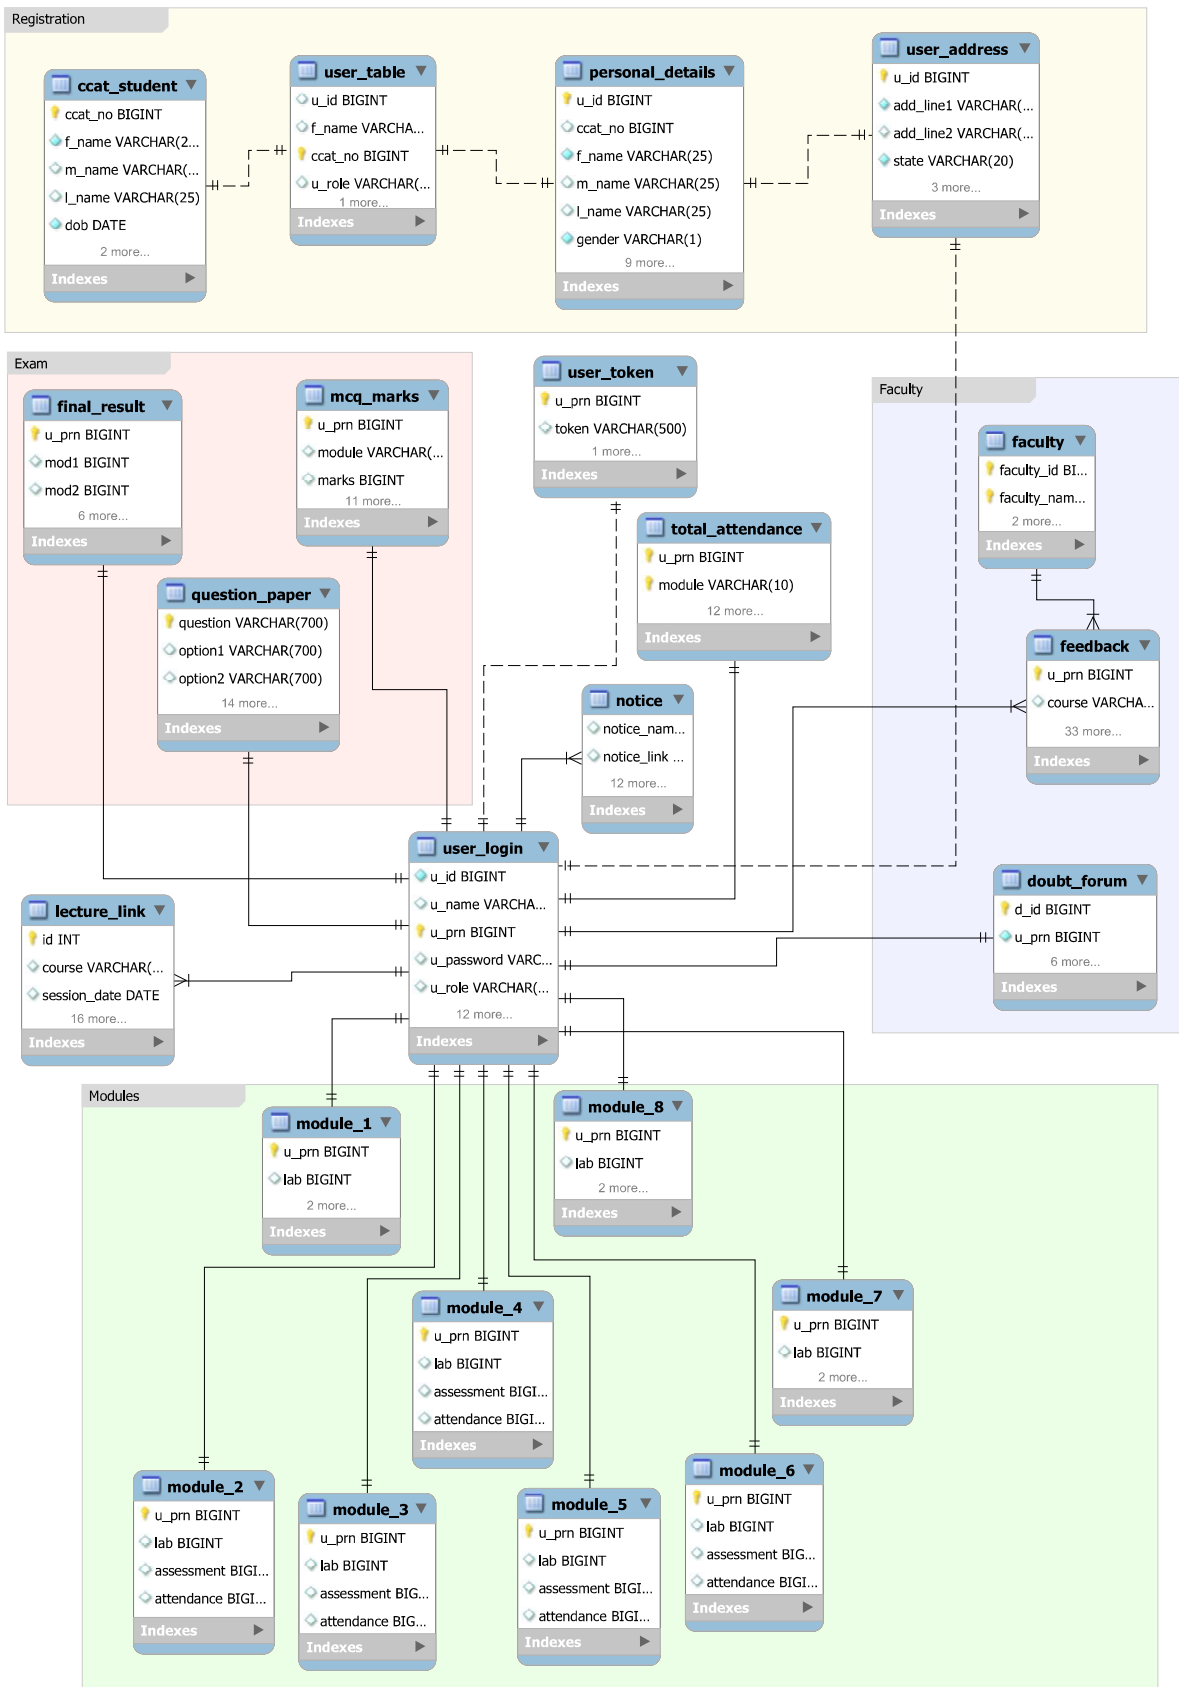 Registration
ccat_student
ccat_no BIGINT
f_name VARCHAR(2...
m_name VARCHAR(...
l_name VARCHAR(25)
dob DATE
2 more...
Indexes
user_table
u_id BIGINT
f_name VARCHA...
ccat_no BIGINT
u_role VARCHAR(...
1 more...
Indexes
personal_details
u_id BIGINT
ccat_no BIGINT
f_name VARCHAR(25)
m_name VARCHAR(25)
l_name VARCHAR(25)
gender VARCHAR(1)
9 more...
Indexes
user_address
u_id BIGINT
add_line1 VARCHAR(...
add_line2 VARCHAR(...
state VARCHAR(20)
3 more...
Indexes
Exam
final_result
u_prn BIGINT
mod1 BIGINT
mod2 BIGINT
6 more...
Indexes
mcq_marks
u_prn BIGINT
module VARCHAR(...
marks BIGINT
11 more...
Indexes
question_paper
question VARCHAR(700)
option1 VARCHAR(700)
option2 VARCHAR(700)
14 more...
Indexes
user_token
u_prn BIGINT
token VARCHAR(500)
1 more...
Indexes
total_attendance
u_prn BIGINT
module VARCHAR(10)
12 more...
Indexes
notice
notice_nam...
notice_link ...
12 more...
Indexes
Faculty
faculty
faculty_id BI...
faculty_nam...
2 more...
Indexes
feedback
u_prn BIGINT
course VARCHA...
33 more...
Indexes
doubt_forum
d_id BIGINT
u_prn BIGINT
6 more...
Indexes
user_login
u_id BIGINT
u_name VARCHA...
u_prn BIGINT
u_password VARC...
u_role VARCHAR(...
12 more...
Indexes
lecture_link
id INT
course VARCHAR(...
session_date DATE
16 more...
Indexes
Modules
module_1
u_prn BIGINT
lab BIGINT
2 more...
Indexes
module_8
u_prn BIGINT
lab BIGINT
2 more...
Indexes
module_4
u_prn BIGINT
lab BIGINT
assessment BIGI...
attendance BIGI...
Indexes
module_7
u_prn BIGINT
lab BIGINT
2 more...
Indexes
module_2
u_prn BIGINT
lab BIGINT
assessment BIGI...
attendance BIGI...
Indexes
module_3
u_prn BIGINT
lab BIGINT
assessment BIG...
attendance BIG...
Indexes
module_5
u_prn BIGINT
lab BIGINT
assessment BIGI...
attendance BIGI...
Indexes
module_6
u_prn BIGINT
lab BIGINT
assessment BIG...
attendance BIG...
Indexes